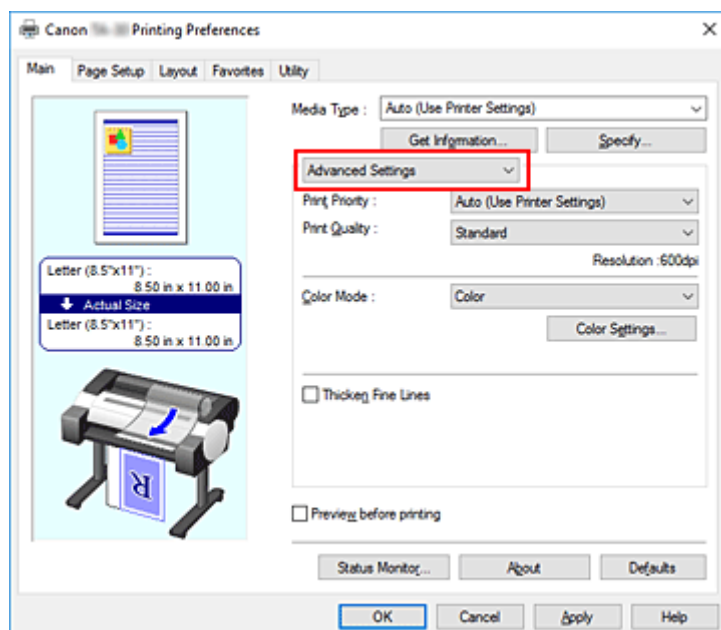 Canon Printing Preferences
Main Page Setup Layout Favorites Utility
Media Type : Auto (Use Printer Settings)
Get Information... Specify...
Advanced Settings
Print Priority : Auto (Use Printer Settings)
Print Quality : Standard
Resolution :600dpi
Letter (8.5"x11") :
8.50 in x 11.00 in
Actual Size
Letter (8.5"x11") :
8.50 in x 11.00 in
Color Mode : Color
Color Settings...
Thicken Fine Lines
R
Preview before printing
Status Monitor... About Defaults
OK Cancel Apply Help